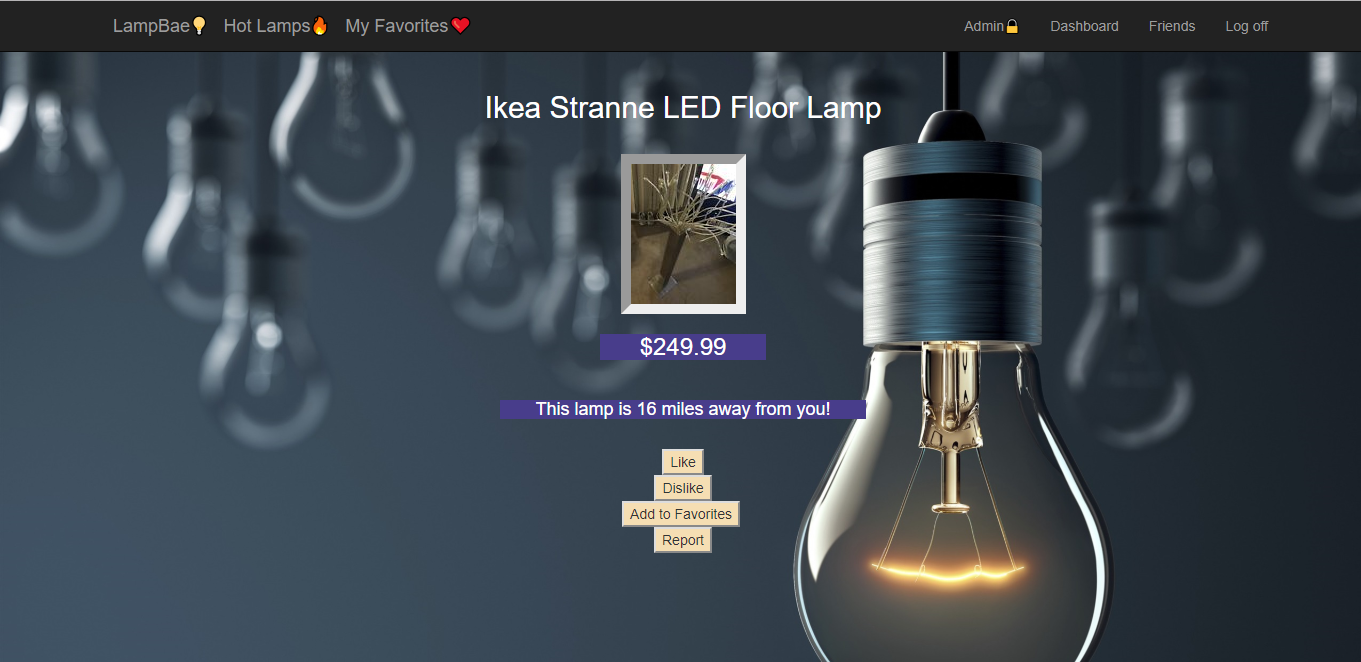 LampBae💡 Hot Lamps🔥 My Favorites❤️ Admin🔒 Dashboard Friends Log off
Ikea Stranne LED Floor Lamp
$249.99
This lamp is 16 miles away from you!
Like
Dislike
Add to Favorites
Report